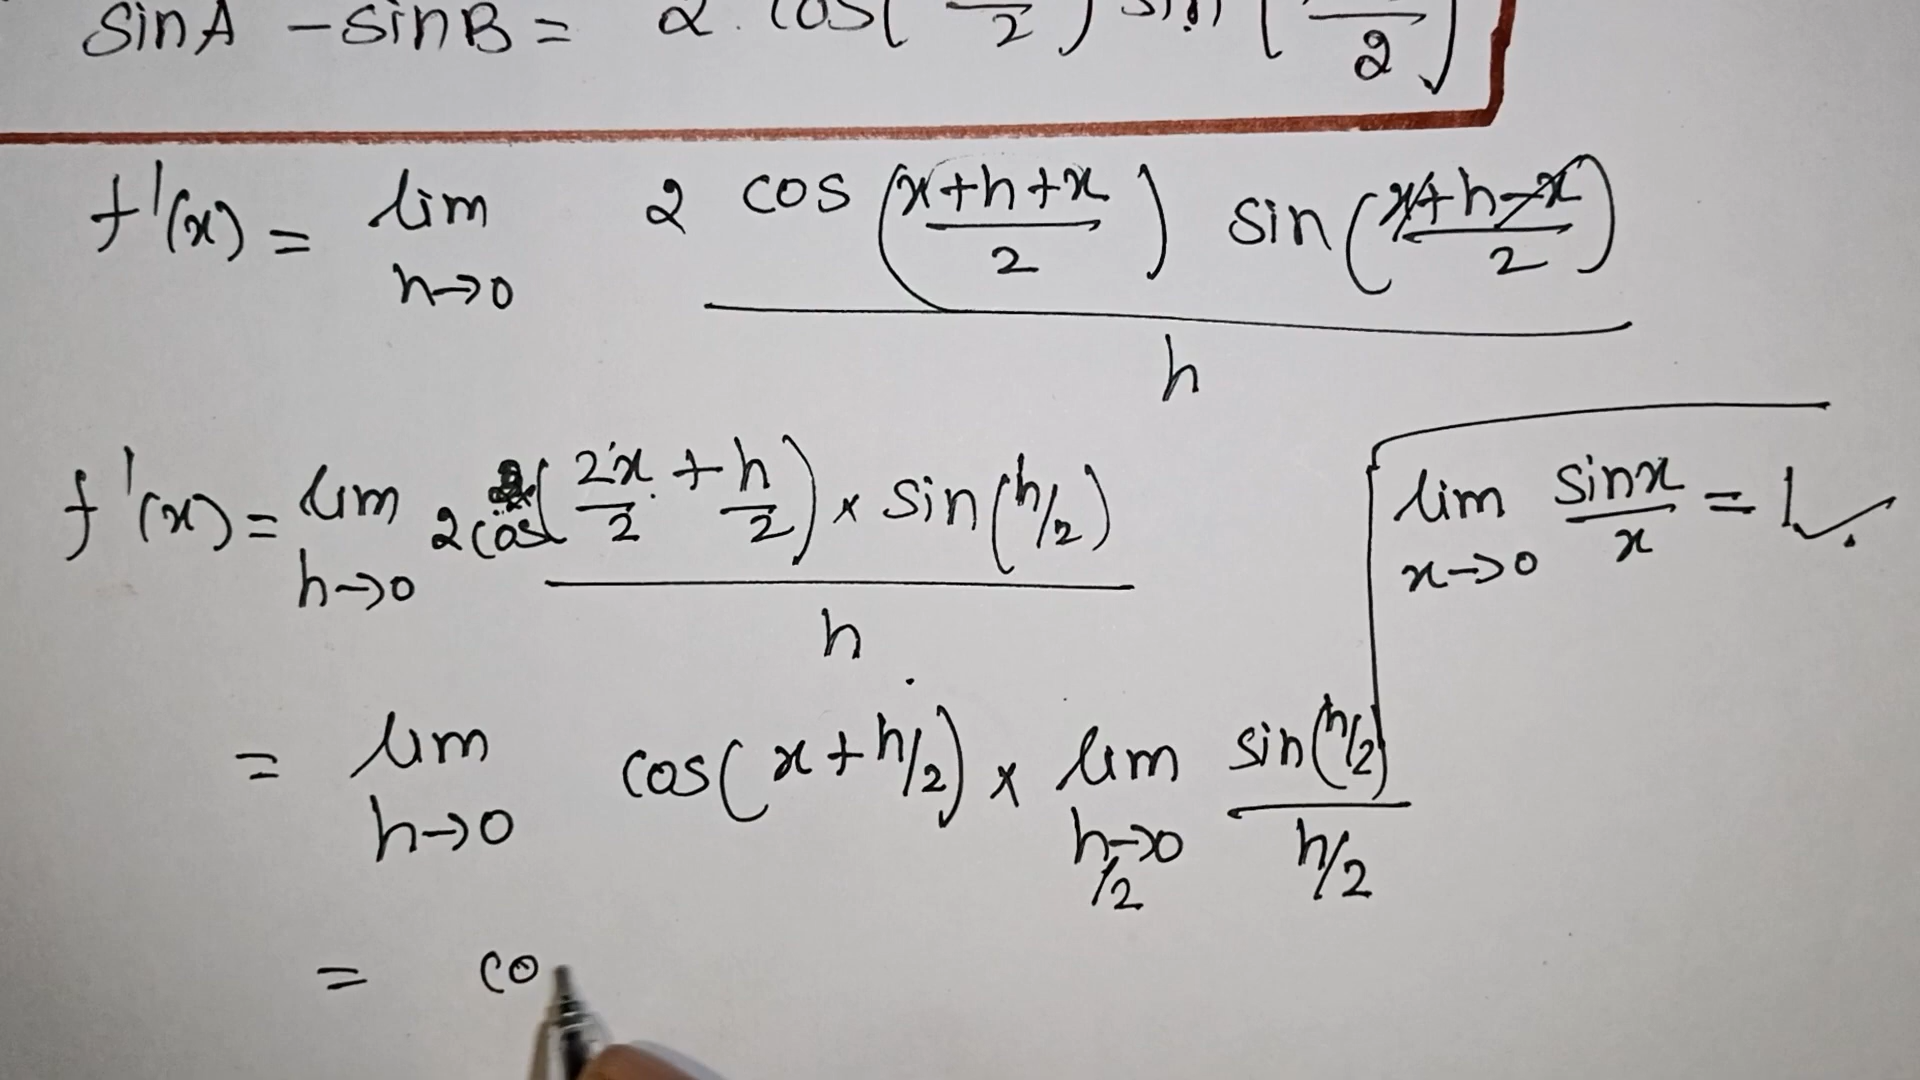 sinA - sinB = 2. cos( /2 ) sin ( /2 )
f'(x) = lim h→0 2 cos (x+h+x/2) sin (x+h-x/2) / h
f'(x) = lim h→0 2cos (2x/2 + h/2) × sin (h/2) / h
lim x→0 sinx/x = 1
= lim h→0 cos(x+h/2) × lim h/2→0 sin(h/2) / h/2
= co